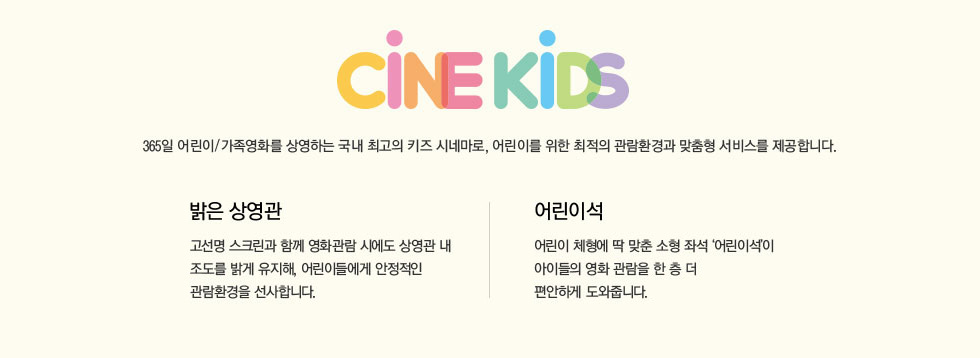 CINE KIDS
365일 어린이/가족영화를 상영하는 국내 최고의 키즈 시네마로, 어린이를 위한 최적의 관람환경과 맞춤형 서비스를 제공합니다.
밝은 상영관
고선명 스크린과 함께 영화관람 시에도 상영관 내
조도를 밝게 유지해, 어린이들에게 안정적인
관람환경을 선사합니다.
어린이석
어린이 체형에 딱 맞춘 소형 좌석 ‘어린이석’이
아이들의 영화 관람을 한 층 더
편안하게 도와줍니다.